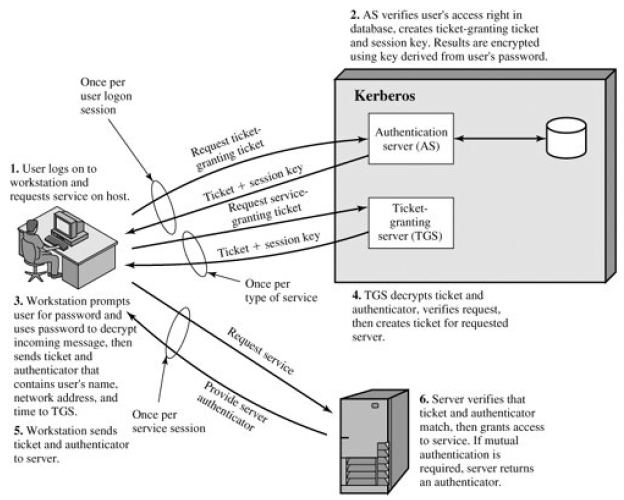 2. AS verifies user's access right in
database, creates ticket-granting ticket
and session key. Results are encrypted
using key derived from user's password.
Once per
user logon
session
Kerberos
Request ticket-
granting ticket
Authentication
server (AS)
1. User logs on to
workstation and
requests service on host.
Ticket + session key
Request service-
granting ticket
Ticket-
granting
server (TGS)
Ticket + session key
Once per
type of service
4. TGS decrypts ticket and
authenticator, verifies request,
then creates ticket for requested
server.
3. Workstation prompts
user for password and
uses password to decrypt
incoming message, then
sends ticket and
authenticator that
contains user's name,
network address, and
time to TGS.
Request service
Provide server
authenticator
Once per
service session
5. Workstation sends
ticket and authenticator
to server.
6. Server verifies that
ticket and authenticator
match, then grants access
to service. If mutual
authentication is
required, server returns
an authenticator.